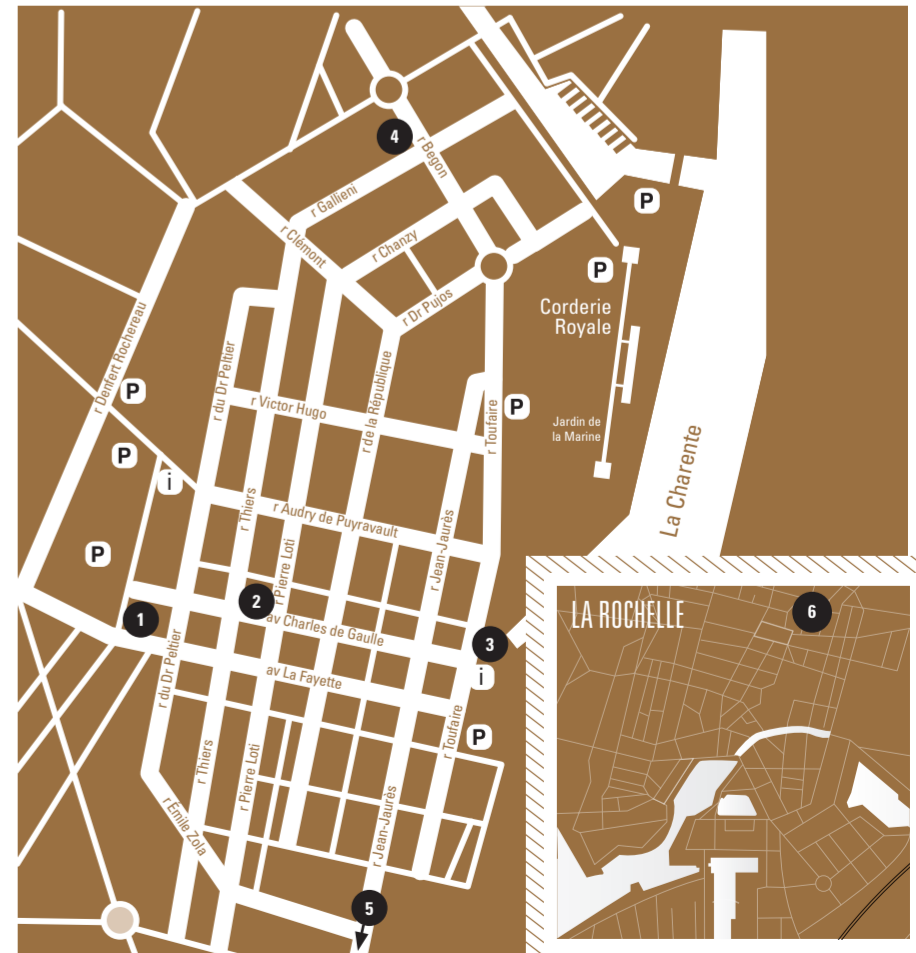 4
r Begon
P
r Gallieni
r Clémont
r Chanzy
P
r Dr Pujos
Corderie
Royale
r Denfert Rochereau
r du Dr Peltier
r de la République
P
r Victor Hugo
P
r Toufaire
Jardin de
la Marine
La Charente
P
i
r Thiers
r Audry de Puyravault
r Jean-Jaurès
P
r Pierre Loti
1
2
av Charles de Gaulle
3
i
r du Dr Peltier
av La Fayette
r Toufaire
P
r Thiers
r Pierre Loti
r Émile Zola
r Jean-Jaurès
5
LA ROCHELLE
6